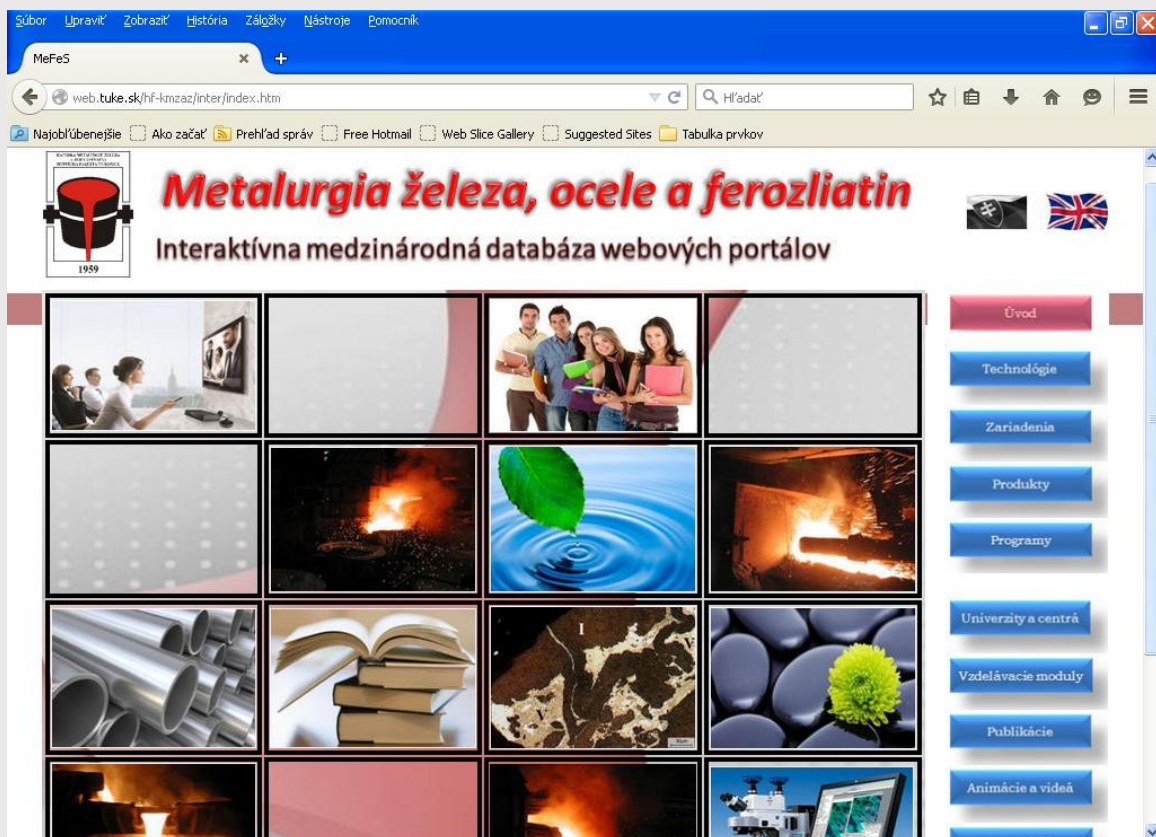 Súbor Upraviť Zobraziť História Záložky Nástroje Pomocník
MeFeS
web.tuke.sk/hf-kmzaz/inter/index.htm
Hľadať
Najobľúbenejšie Ako začať Prehľad správ Free Hotmail Web Slice Gallery Suggested Sites Tabulka prvkov
1959
Metalurgia železa, ocele a ferozliatin
Interaktívna medzinárodná databáza webových portálov
Úvod
Technológie
Zariadenia
Produkty
Programy
Univerzity a centrá
Vzdelávacie moduly
Publikácie
Animácie a videá
I